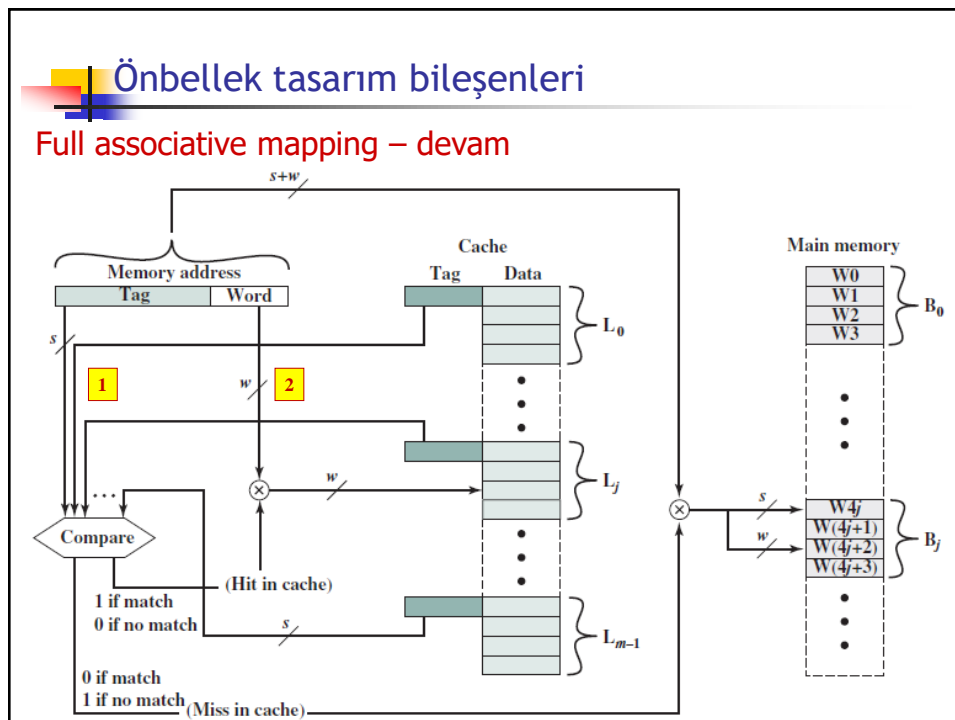 Önbellek tasarım bileşenleri
Full associative mapping – devam
s+w
Cache
Main memory
Memory address
Tag
Data
Tag
Word
W0
W1
W2
W3
B0
L0
s
1
w
2
w
Lj
s
w
W4j
W(4j+1)
W(4j+2)
W(4j+3)
Bj
Compare
(Hit in cache)
1 if match
0 if no match
s
Lm–1
0 if match
1 if no match
(Miss in cache)